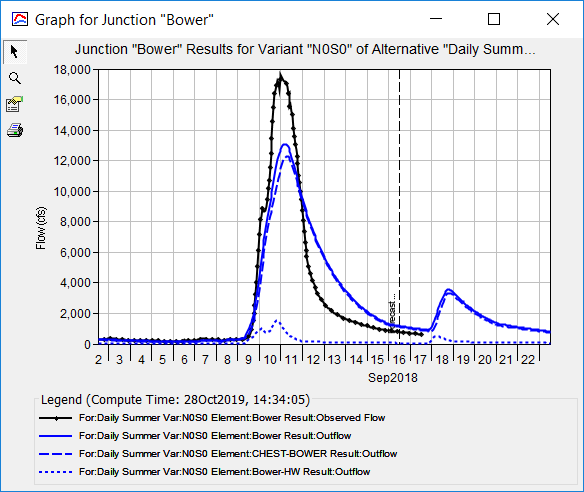 Graph for Junction "Bower"
Junction "Bower" Results for Variant "N0S0" of Alternative "Daily Summ...
18,000
16,000
14,000
12,000
10,000
8,000
6,000
4,000
2,000
0
Flow (cfs)
2 3 4 5 6 7 8 9 10 11 12 13 14 15 16 17 18 19 20 21 22
Sep2018
Legend (Compute Time: 28Oct2019, 14:34:05)
For:Daily Summer Var:N0S0 Element:Bower Result:Observed Flow
For:Daily Summer Var:N0S0 Element:Bower Result:Outflow
For:Daily Summer Var:N0S0 Element:CHEST-BOWER Result:Outflow
For:Daily Summer Var:N0S0 Element:Bower-HW Result:Outflow